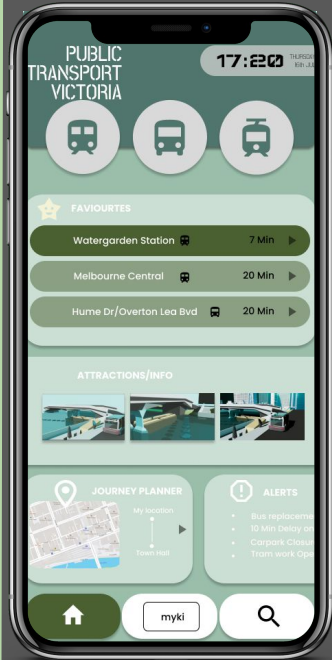 PUBLIC
TRANSPORT
VICTORIA
17:20
THURSDAY
16th JUL
FAVIOURTES
Watergarden Station 7 Min
Melbourne Central 20 Min
Hume Dr/Overton Lea Bvd 20 Min
ATTRACTIONS/INFO
JOURNEY PLANNER
My location
Town Hall
ALERTS
Bus replaceme
10 Min Delay on
Carpark Closur
Tram work Ope
myki